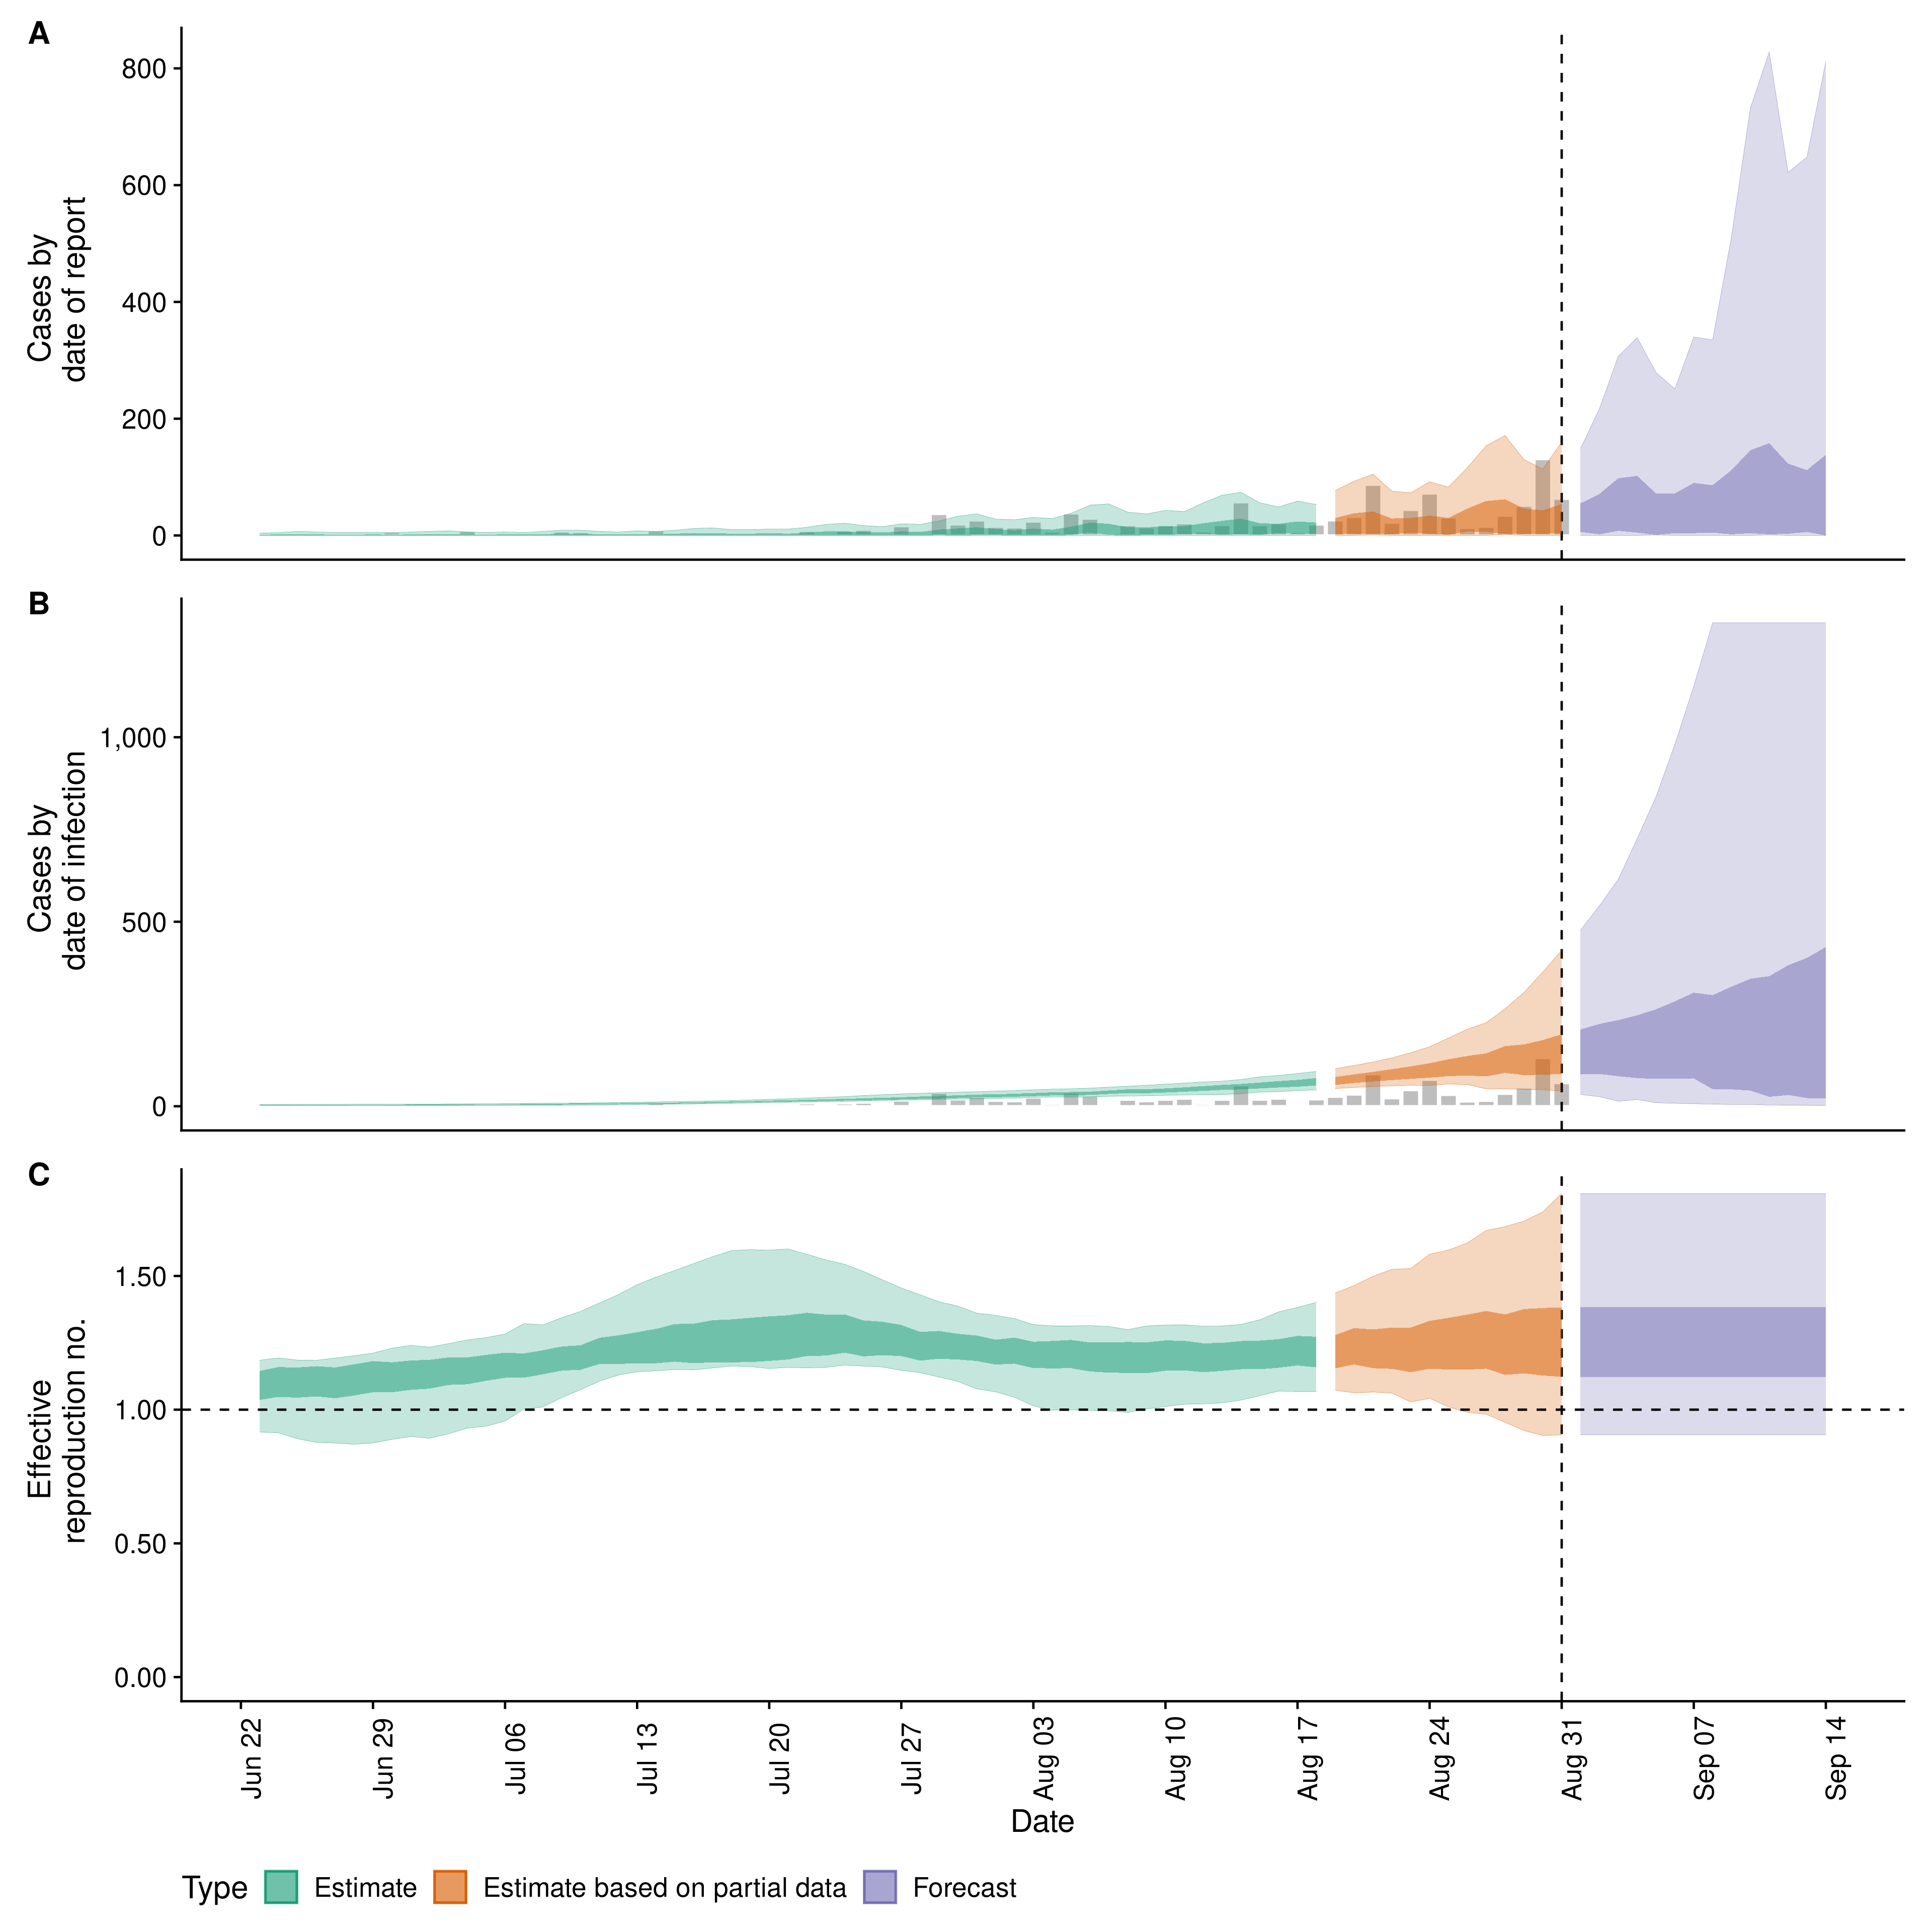 A
Cases by
date of report
800
600
400
200
0
B
Cases by
date of infection
1,000
500
0
C
Effective
reproduction no.
1.50
1.00
0.50
0.00
Jun 22
Jun 29
Jul 06
Jul 13
Jul 20
Jul 27
Aug 03
Aug 10
Aug 17
Aug 24
Aug 31
Sep 07
Sep 14
Date
Type Estimate Estimate based on partial data Forecast